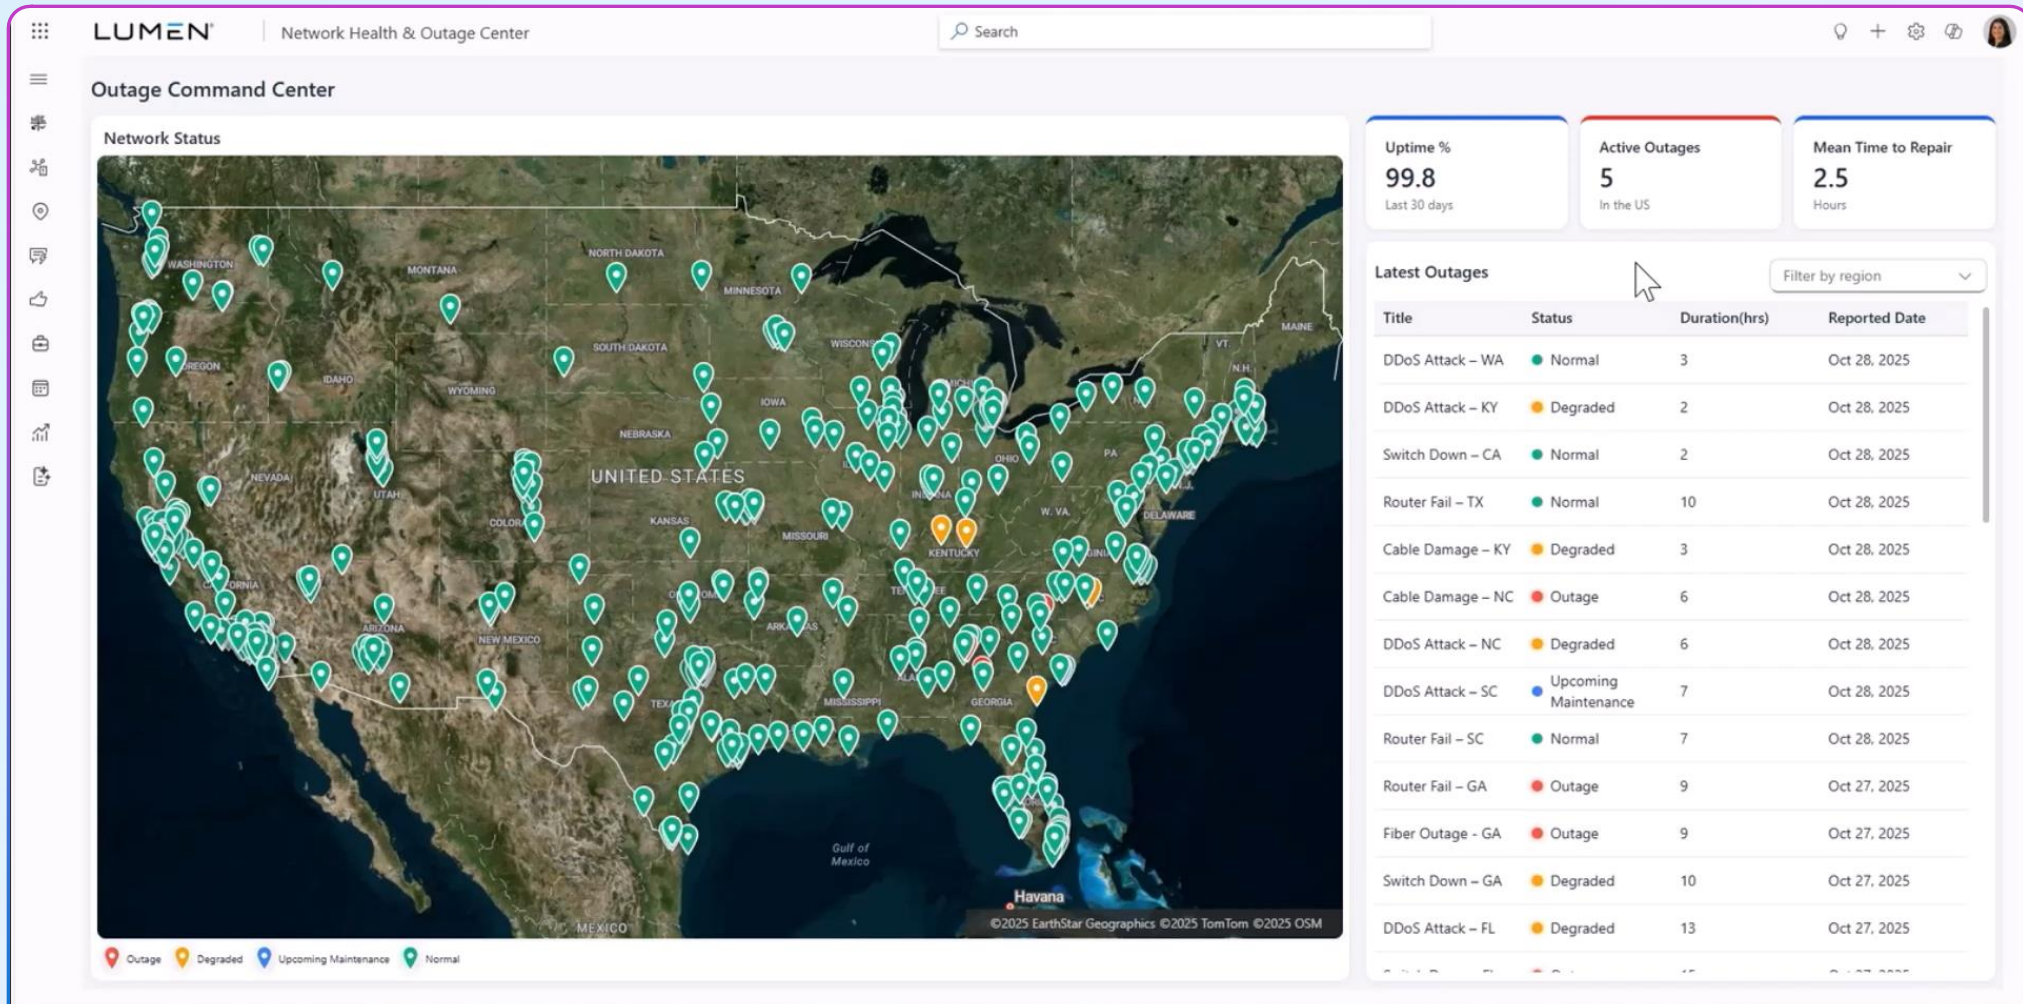 LUMEN®
Network Health & Outage Center
Search
Outage Command Center
Network Status
WASHINGTON
MONTANA
NORTH DAKOTA
MINNESOTA
MAINE
VT.
N.H.
OREGON
IDAHO
SOUTH DAKOTA
WYOMING
IOWA
NEBRASKA
UNITED STATES
OHIO
PA
NEVADA
UTAH
KANSAS
MISSOURI
W. VA.
DELAWARE
KENTUCKY
ARIZONA
NEW MEXICO
MISSISSIPPI
GEORGIA
Gulf of
Mexico
Havana
MEXICO
©2025 EarthStar Geographics ©2025 TomTom ©2025 OSM
Outage Degraded Upcoming Maintenance Normal
Uptime %
99.8
Last 30 days
Active Outages
5
In the US
Mean Time to Repair
2.5
Hours
Latest Outages
Filter by region
Title Status Duration(hrs) Reported Date
DDoS Attack – WA Normal 3 Oct 28, 2025
DDoS Attack – KY Degraded 2 Oct 28, 2025
Switch Down – CA Normal 2 Oct 28, 2025
Router Fail – TX Normal 10 Oct 28, 2025
Cable Damage – KY Degraded 3 Oct 28, 2025
Cable Damage – NC Outage 6 Oct 28, 2025
DDoS Attack – NC Degraded 6 Oct 28, 2025
DDoS Attack – SC Upcoming Maintenance 7 Oct 28, 2025
Router Fail – SC Normal 7 Oct 28, 2025
Router Fail – GA Outage 9 Oct 27, 2025
Fiber Outage - GA Outage 9 Oct 27, 2025
Switch Down – GA Degraded 10 Oct 27, 2025
DDoS Attack – FL Degraded 13 Oct 27, 2025